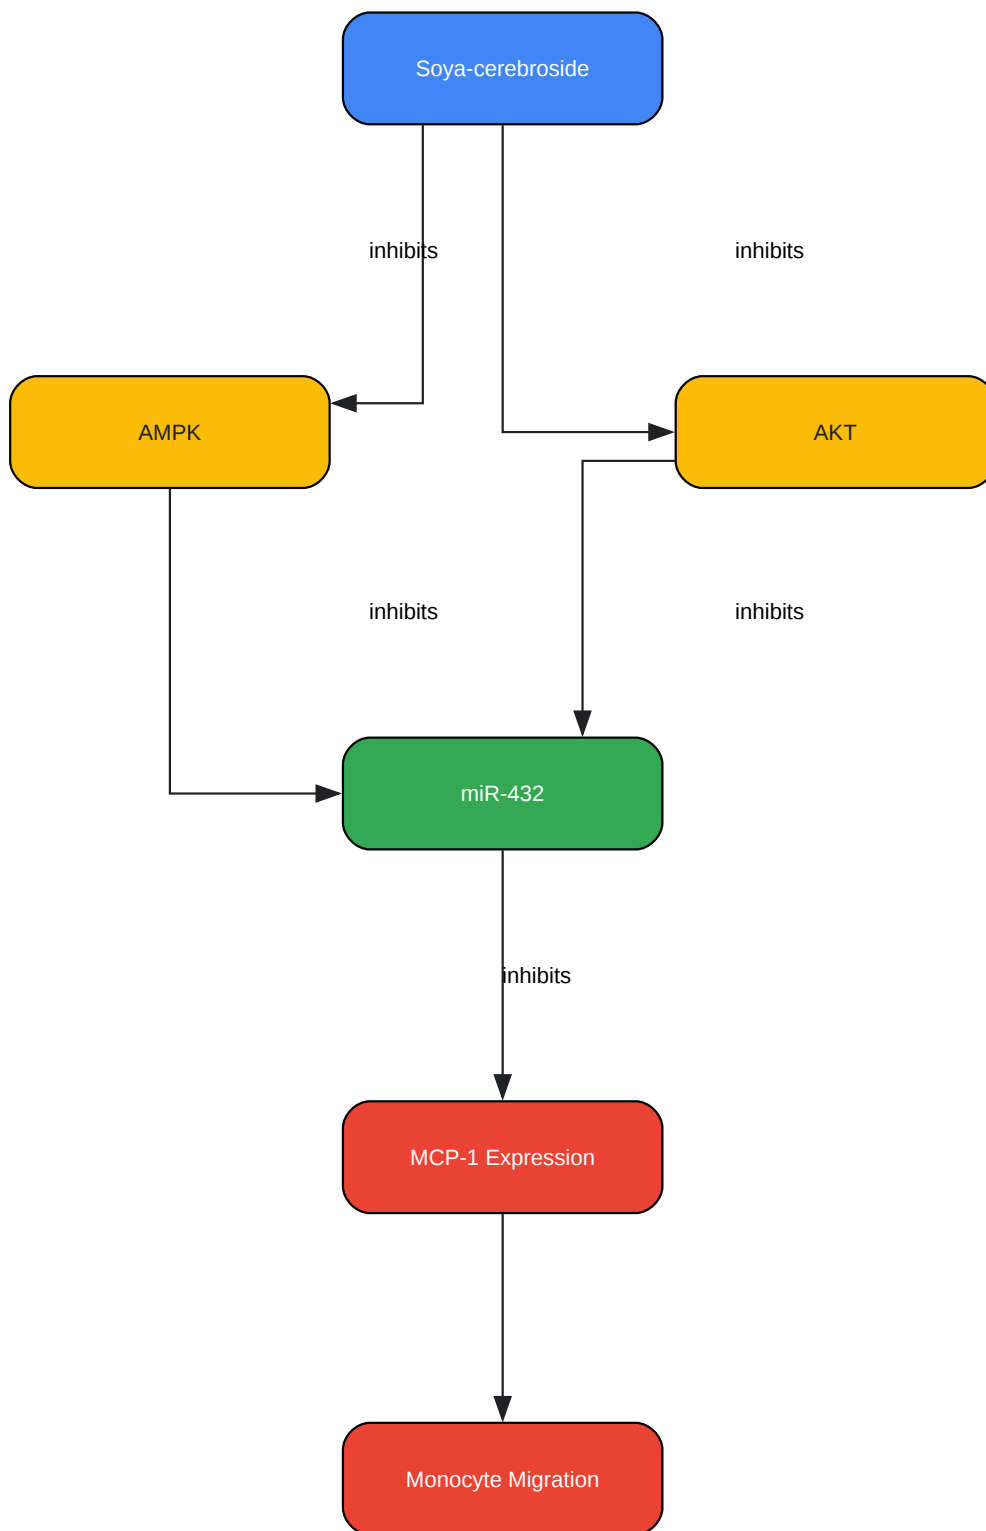 Soya-cerebroside
inhibits
inhibits
AMPK
AKT
inhibits
inhibits
miR-432
inhibits
MCP-1 Expression
Monocyte Migration